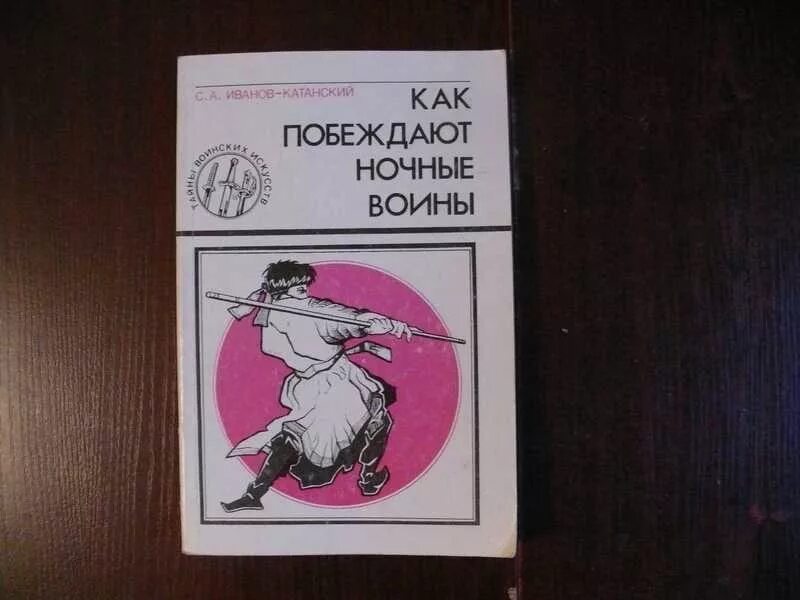 С.А. ИВАНОВ-КАТАНСКИЙ
КАК
ПОБЕЖДАЮТ
НОЧНЫЕ
ВОИНЫ
ТАЙНЫ ВОИНСКИХ ИСКУССТВ